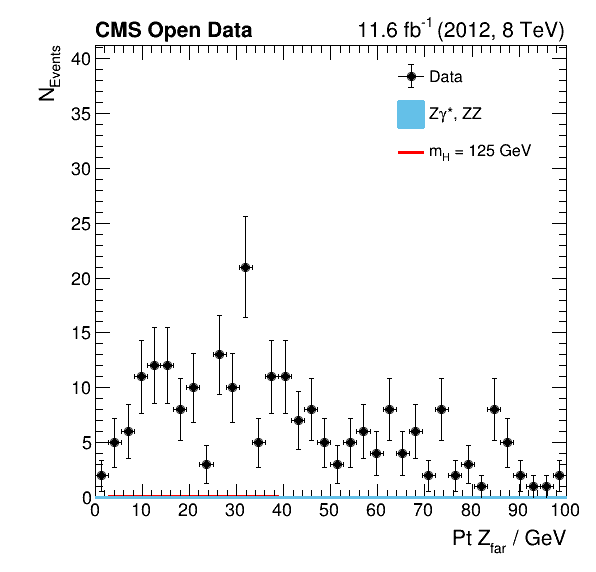 CMS Open Data 11.6 fb⁻¹ (2012, 8 TeV)
N_Events
40
35
30
25
20
15
10
5
0
Data
Zγ*, ZZ
m_H = 125 GeV
0 10 20 30 40 50 60 70 80 90 100
Pt Z_far / GeV